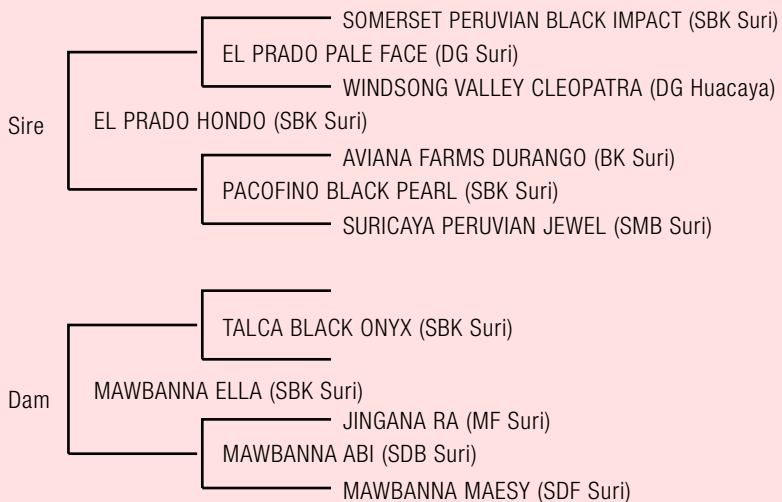 SOMERSET PERUVIAN BLACK IMPACT (SBK Suri)
EL PRADO PALE FACE (DG Suri)
WINDSONG VALLEY CLEOPATRA (DG Huacaya)
Sire
EL PRADO HONDO (SBK Suri)
AVIANA FARMS DURANGO (BK Suri)
PACOFINO BLACK PEARL (SBK Suri)
SURICAYA PERUVIAN JEWEL (SMB Suri)
TALCA BLACK ONYX (SBK Suri)
Dam
MAWBANNA ELLA (SBK Suri)
JINGANA RA (MF Suri)
MAWBANNA ABI (SDB Suri)
MAWBANNA MAESY (SDF Suri)